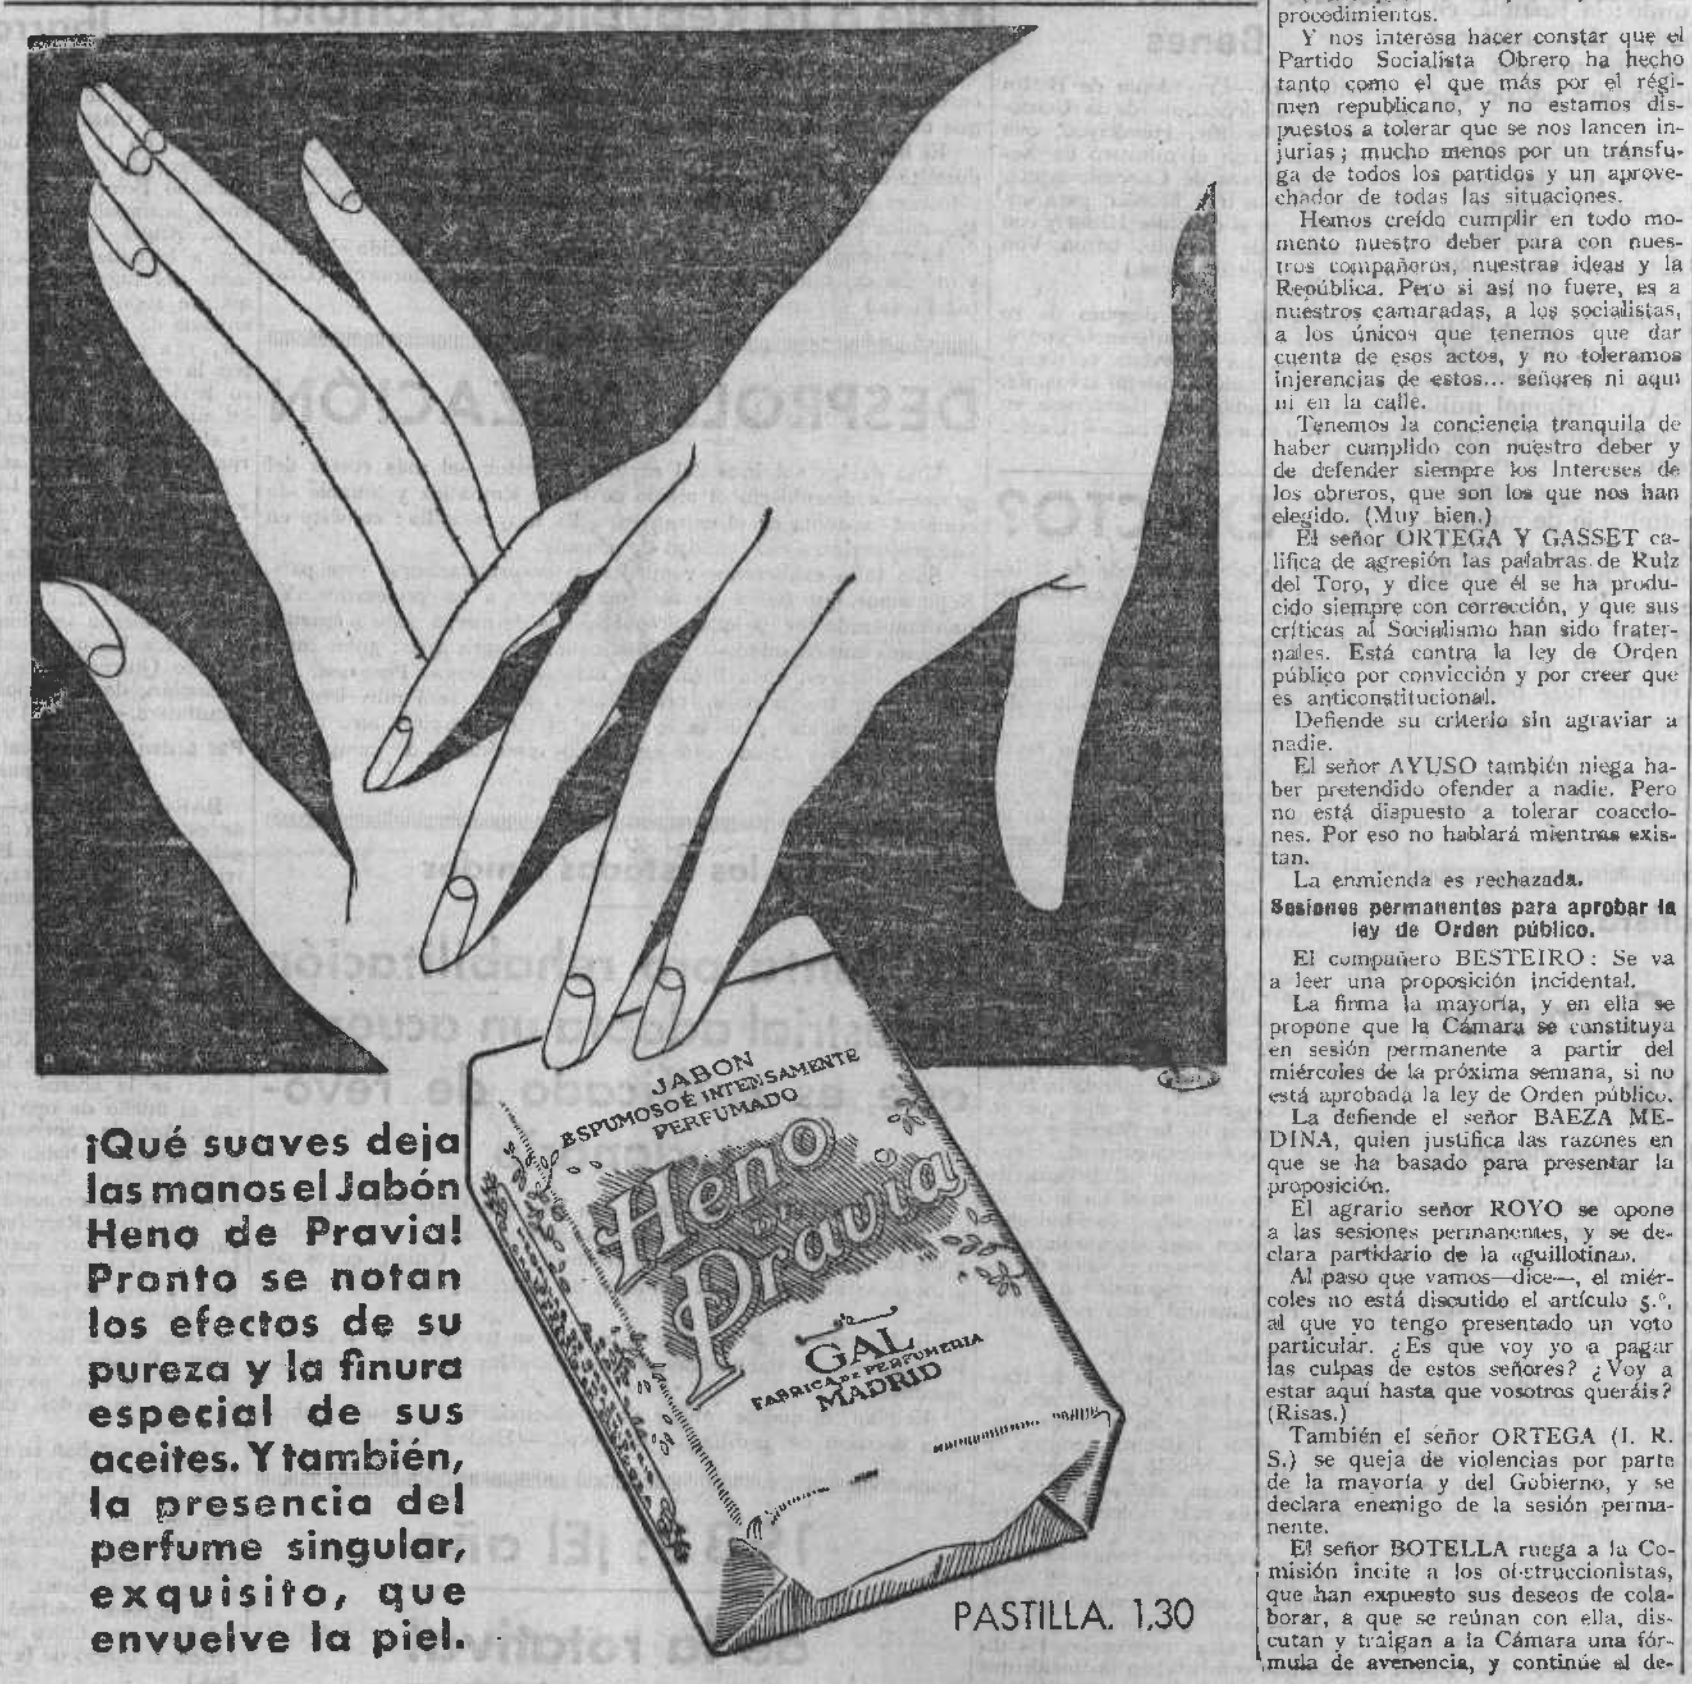 ¡Qué suaves deja
las manos el Jabón
Heno de Pravia!
Pronto se notan
los efectos de su
pureza y la finura
especial de sus
aceites. Y también,
la presencia del
perfume singular,
exquisito, que
envuelve la piel.
JABON
ESPUMOSO É INTENSAMENTE
PERFUMADO
Heno
DE
Pravia
GAL
FABRICA DE PERFUMERIA
MADRID
PASTILLA. 1,30
procedimientos.
Y nos interesa hacer constar que el
Partido Socialista Obrero ha hecho
tanto como el que más por el régi-
men republicano, y no estamos dis-
puestos a tolerar que se nos lancen in-
jurias; mucho menos por un tránsfu-
ga de todos los partidos y un aprove-
chador de todas las situaciones.
Hemos creído cumplir en todo mo-
mento nuestro deber para con nues-
tros compañeros, nuestras ideas y la
República. Pero si así no fuere, es a
nuestros camaradas, a los socialistas,
a los únicos que tenemos que dar
cuenta de esos actos, y no toleramos
injerencias de estos... señores ni aquí
ni en la calle.
Tenemos la conciencia tranquila de
haber cumplido con nuestro deber y
de defender siempre los intereses de
los obreros, que son los que nos han
elegido. (Muy bien.)
El señor ORTEGA Y GASSET ca-
lifica de agresión las palabras de Ruiz
del Toro, y dice que él se ha produ-
cido siempre con corrección, y que sus
críticas al Socialismo han sido frater-
nales. Está contra la ley de Orden
público por convicción y por creer que
es anticonstitucional.
Defiende su criterio sin agraviar a
nadie.
El señor AYUSO también niega ha-
ber pretendido ofender a nadie. Pero
no está dispuesto a tolerar coaccio-
nes. Por eso no hablará mientras exis-
tan.
La enmienda es rechazada.
Sesiones permanentes para aprobar la
ley de Orden público.
El compañero BESTEIRO: Se va
a leer una proposición incidental.
La firma la mayoría, y en ella se
propone que la Cámara se constituya
en sesión permanente a partir del
miércoles de la próxima semana, si no
está aprobada la ley de Orden público.
La defiende el señor BAEZA ME-
DINA, quien justifica las razones en
que se ha basado para presentar la
proposición.
El agrario señor ROYO se opone
a las sesiones permanentes, y se de-
clara partidario de la «guillotina».
Al paso que vamos—dice—, el miér-
coles no está discutido el artículo 5.º,
al que yo tengo presentado un voto
particular. ¿Es que voy yo a pagar
las culpas de estos señores? ¿Voy a
estar aquí hasta que vosotros queráis?
(Risas.)
También el señor ORTEGA (I. R.
S.) se queja de violencias por parte
de la mayoría y del Gobierno, y se
declara enemigo de la sesión perma-
nente.
El señor BOTELLA ruega a la Co-
misión incite a los obstruccionistas,
que han expuesto sus deseos de cola-
borar, a que se reúnan con ella, dis-
cutan y traigan a la Cámara una fór-
mula de avenencia, y continúe el de-